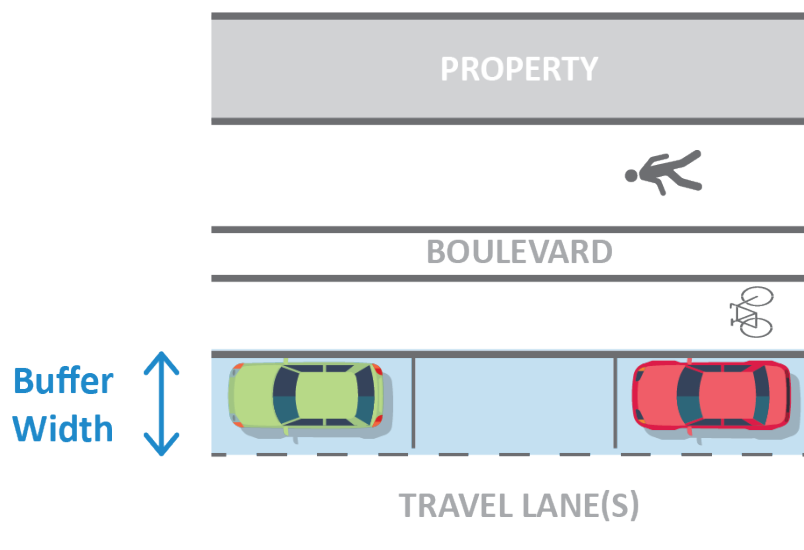 PROPERTY
BOULEVARD
Buffer
Width
TRAVEL LANE(S)